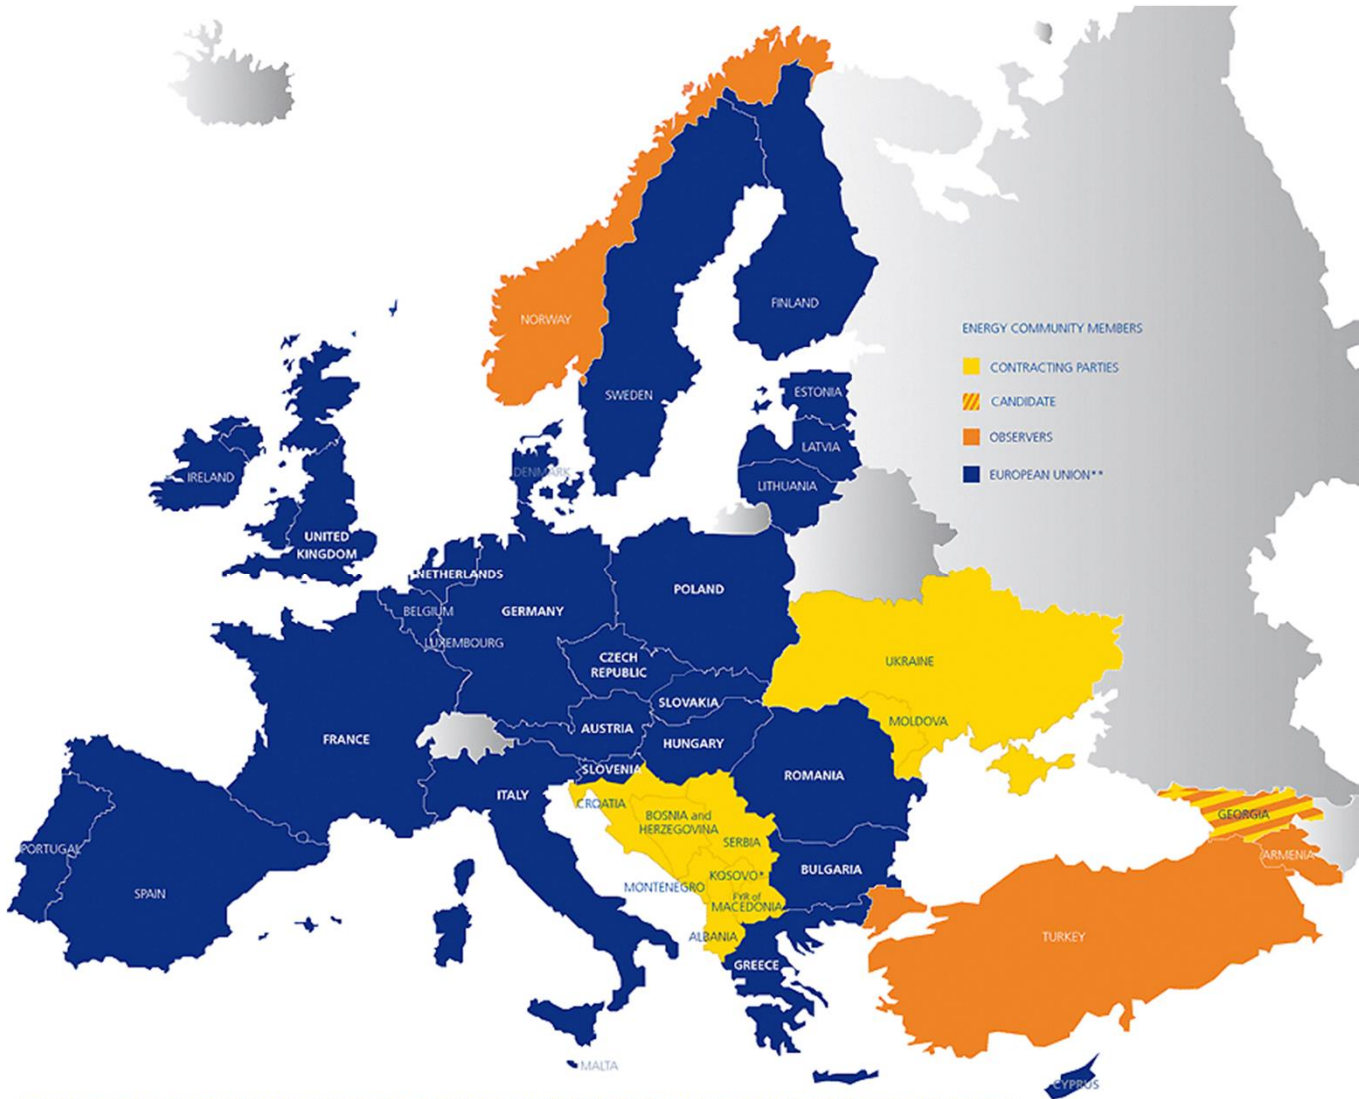 NORWAY
FINLAND
SWEDEN
ENERGY COMMUNITY MEMBERS
CONTRACTING PARTIES
CANDIDATE
OBSERVERS
EUROPEAN UNION**
ESTONIA
LATVIA
LITHUANIA
DENMARK
IRELAND
UNITED
KINGDOM
NETHERLANDS
BELGIUM
LUXEMBOURG
GERMANY
POLAND
CZECH
REPUBLIC
SLOVAKIA
UKRAINE
MOLDOVA
AUSTRIA
HUNGARY
FRANCE
SLOVENIA
ITALY
ROMANIA
CROATIA
BOSNIA and
HERZEGOVINA
SERBIA
GEORGIA
ARMENIA
PORTUGAL
SPAIN
MONTENEGRO
KOSOVO*
BULGARIA
FYR of
MACEDONIA
ALBANIA
GREECE
TURKEY
MALTA
CYPRUS